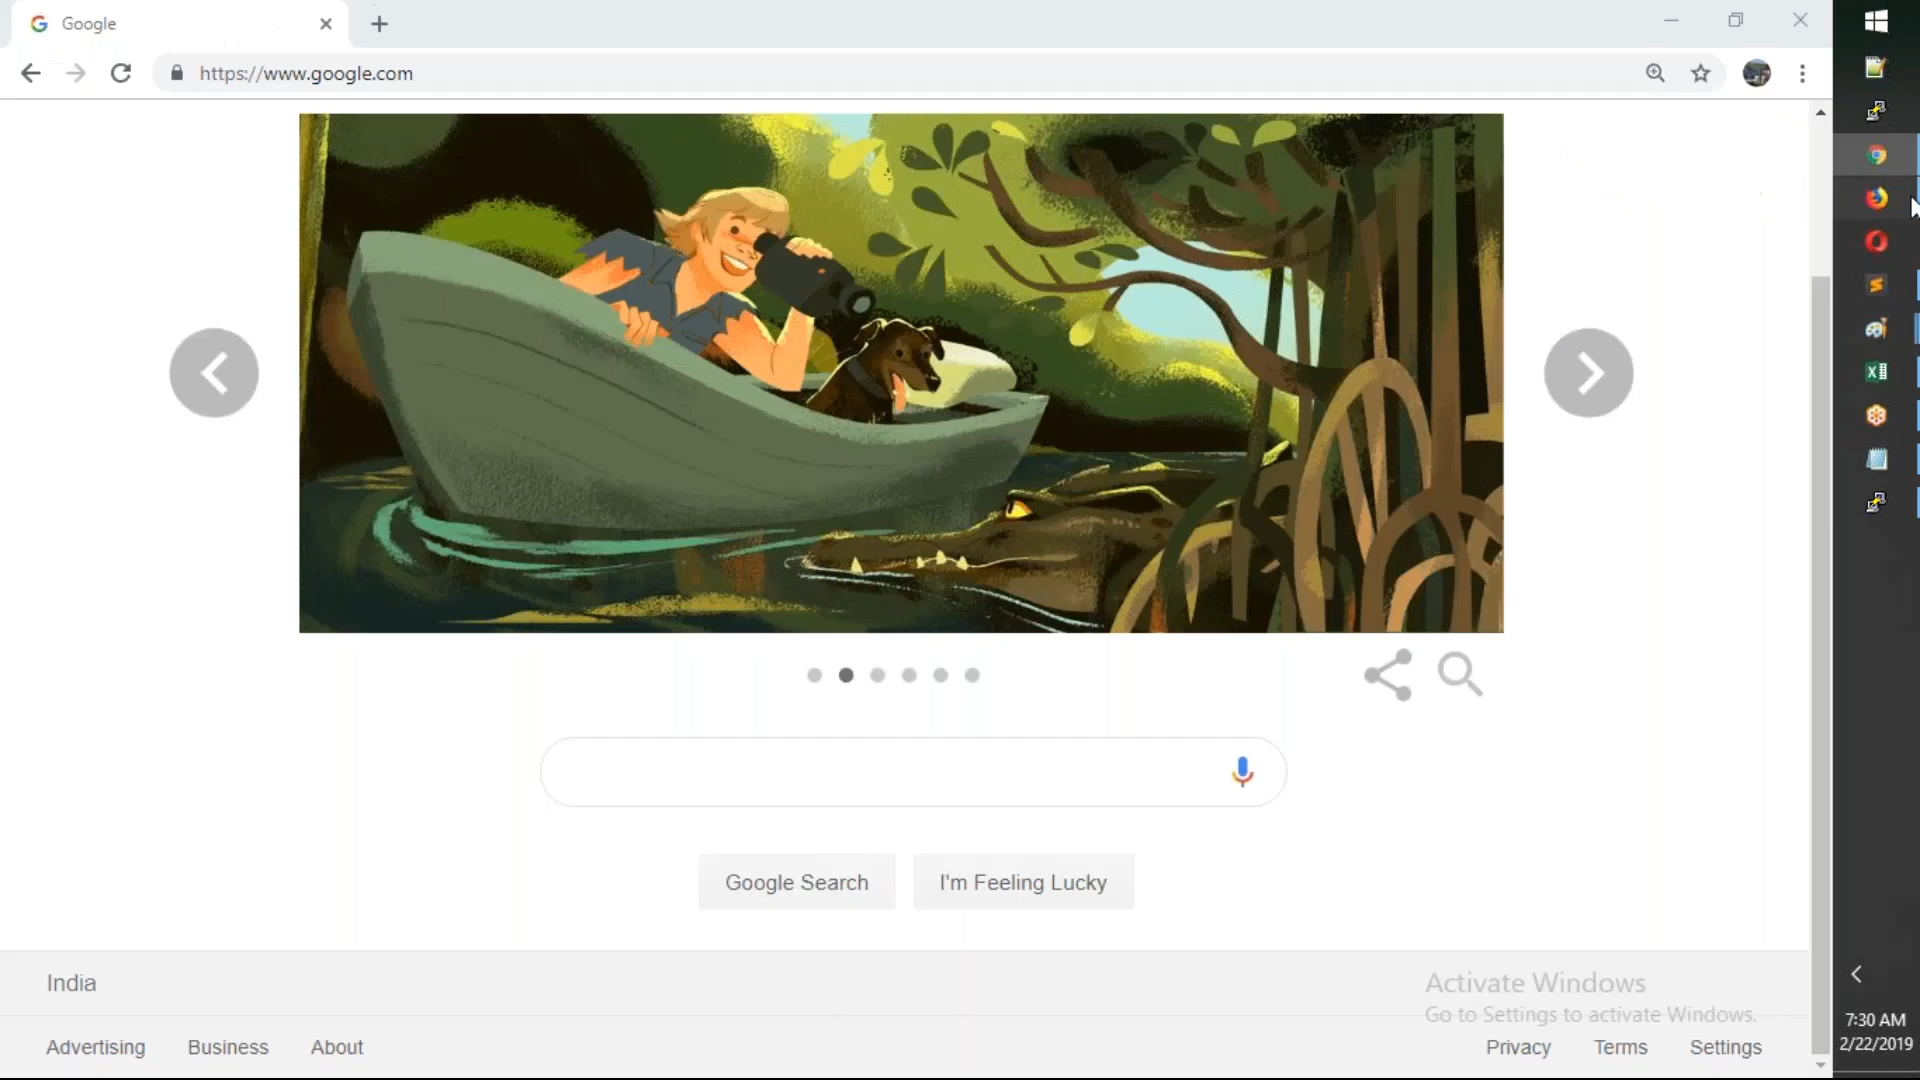 Google
https://www.google.com
Google Search
I'm Feeling Lucky
India
Activate Windows
Go to Settings to activate Windows.
Advertising
Business
About
Privacy
Terms
Settings
7:30 AM
2/22/2019